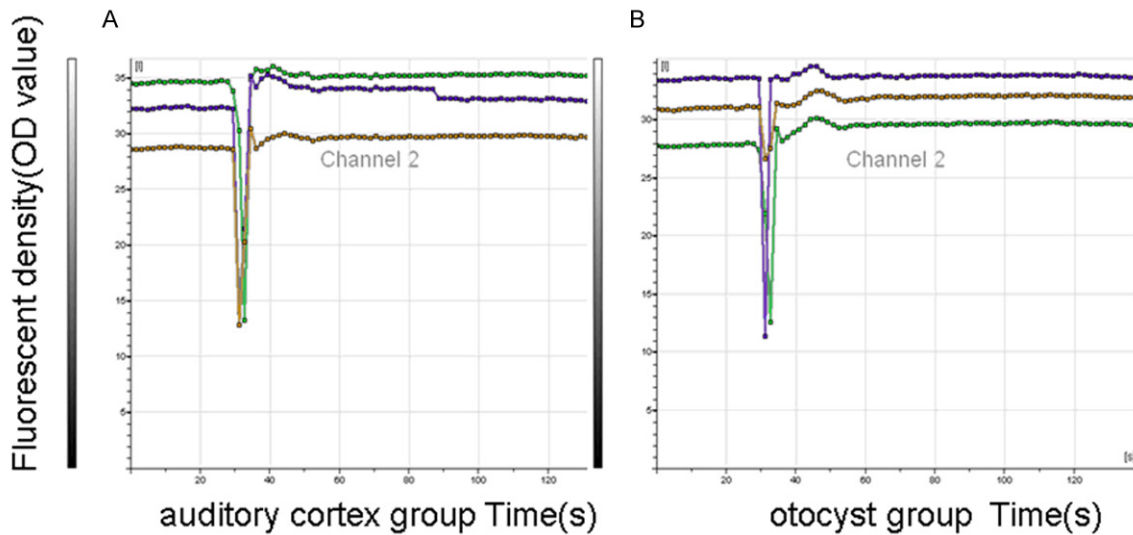 Fluorescent density(OD value)
A
[I]
35
30
25
20
15
10
5
Channel 2
20
40
60
80
100
120
auditory cortex group Time(s)
B
[I]
30
25
20
15
10
5
Channel 2
20
40
60
80
100
120
[s]
otocyst group Time(s)